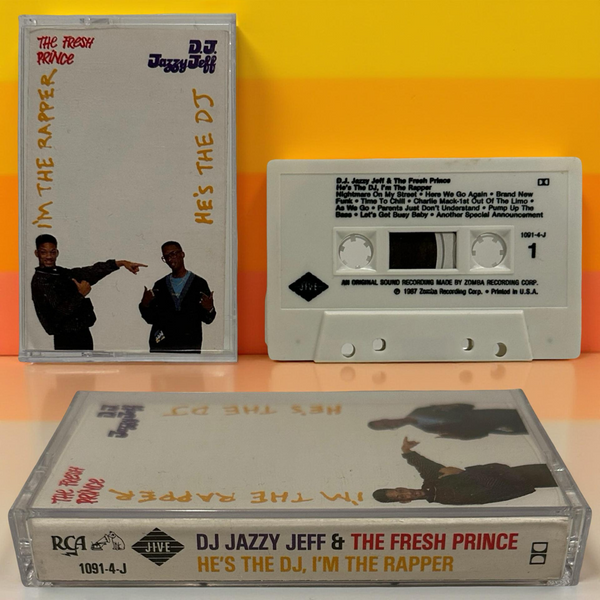 THE FRESH
PRINCE
D.J.
Jazzy Jeff
I'M THE RAPPER
HE'S THE DJ
D.J. Jazzy Jeff & The Fresh Prince
He's The DJ, I'm The Rapper
Nightmare On My Street • Here We Go Again • Brand New
Funk • Time To Chill • Charlie Mack-1st Out Of The Limo •
As We Go • Parents Just Don't Understand • Pump Up The
Bass • Let's Get Busy Baby • Another Special Announcement
1091-4-J
1
JIVE
AN ORIGINAL SOUND RECORDING MADE BY ZOMBA RECORDING CORP.
℗ 1987 Zomba Recording Corp. • Printed in U.S.A.
D.J.
Jazzy Jeff
HE'S THE DJ
THE FRESH
PRINCE
I'M THE RAPPER
RCA
JIVE
1091-4-J
DJ JAZZY JEFF & THE FRESH PRINCE
HE'S THE DJ, I'M THE RAPPER